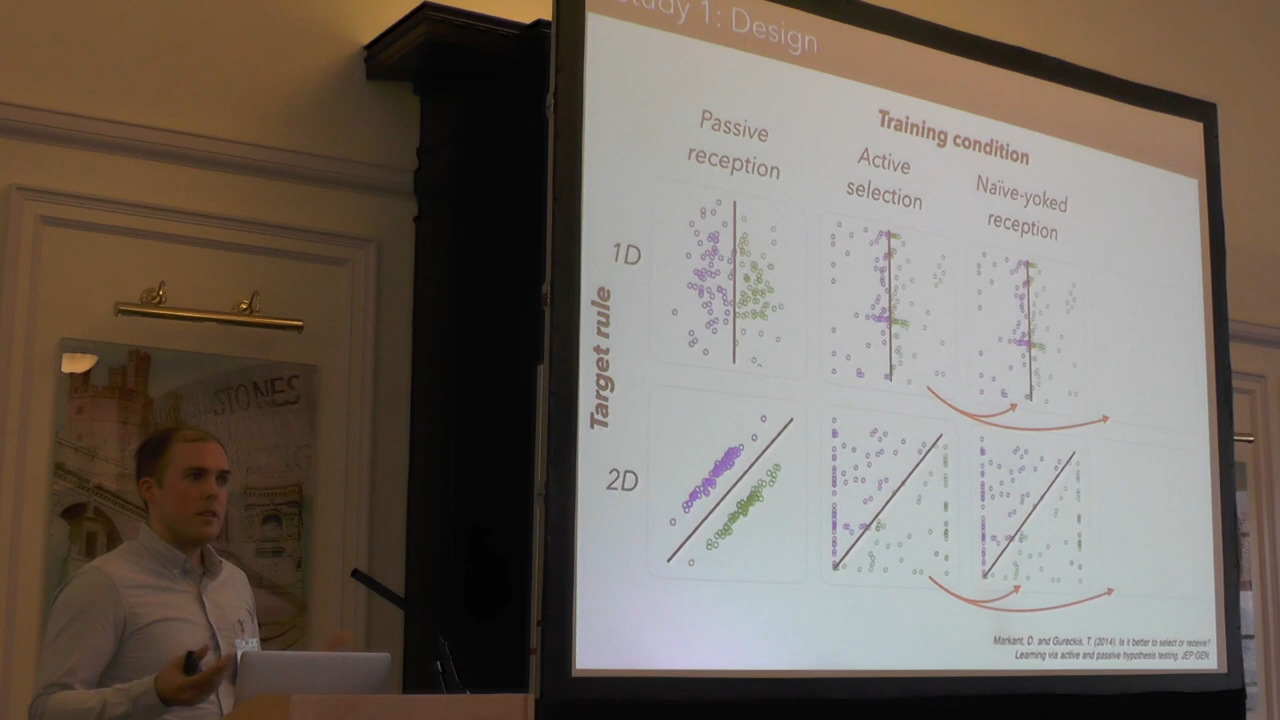 Study 1: Design
Training condition
Passive
reception
Active
selection
Naïve-yoked
reception
Target rule
1D
2D
Markant, D. and Gureckis, T. (2014). Is it better to select or receive?
Learning via active and passive hypothesis testing. JEP:GEN.
STONES